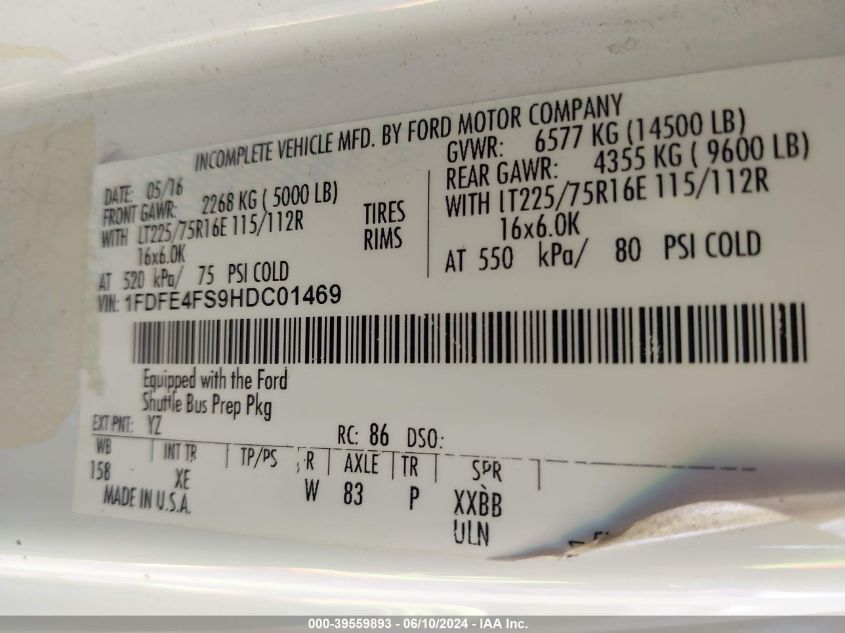 INCOMPLETE VEHICLE MFD. BY FORD MOTOR COMPANY
DATE: 05/16
FRONT GAWR: 2268 KG ( 5000 LB)
WITH LT225/75R16E 115/112R
16x6.0K
AT 520 kPa/ 75 PSI COLD
TIRES
RIMS
GVWR: 6577 KG (14500 LB)
REAR GAWR: 4355 KG ( 9600 LB)
WITH LT225/75R16E 115/112R
16x6.0K
AT 550 kPa/ 80 PSI COLD
VIN: 1FDFE4FS9HDC01469
Equipped with the Ford
Shuttle Bus Prep Pkg
EXT PNT: YZ RC: 86 DSO:
WB INT TR TP/PS R AXLE TR SPR
158 XE W 83 P XXBB
MADE IN U.S.A. ULN
000-39559893 - 06/10/2024 - IAA Inc.